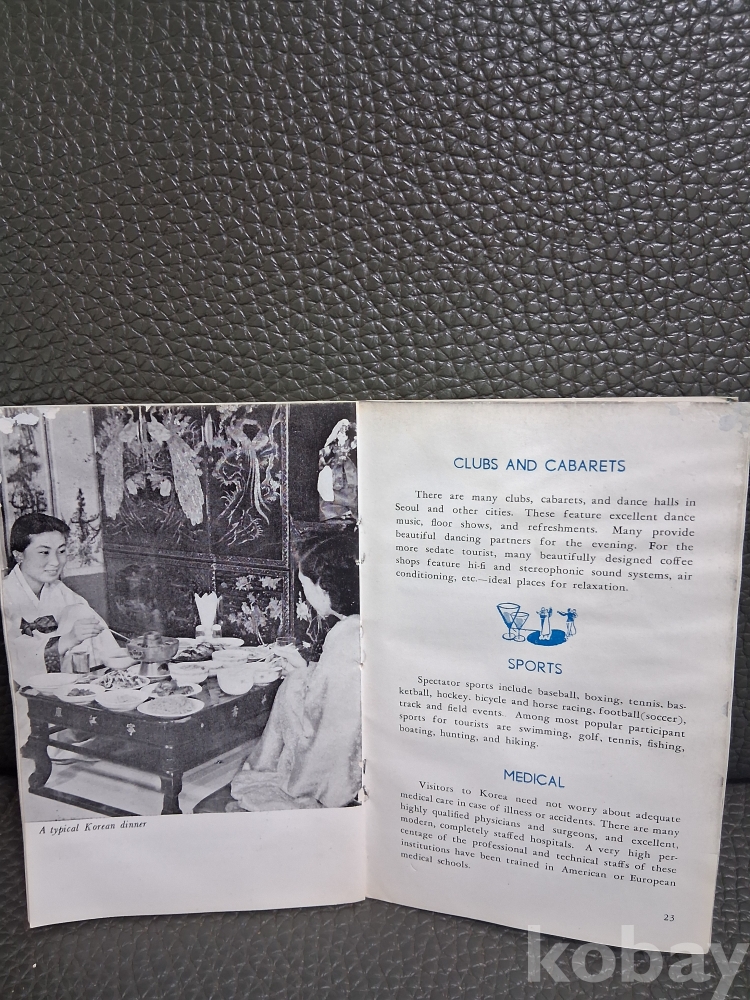 A typical Korean dinner
CLUBS AND CABARETS
There are many clubs, cabarets, and dance halls in
Seoul and other cities. These feature excellent dance
music, floor shows, and refreshments. Many provide
beautiful dancing partners for the evening. For the
more sedate tourist, many beautifully designed coffee
shops feature hi-fi and stereophonic sound systems, air
conditioning, etc.—ideal places for relaxation.
SPORTS
Spectator sports include baseball, boxing, tennis, bas-
ketball, hockey, bicycle and horse racing, football(soccer),
track and field events. Among most popular participant
sports for tourists are swimming, golf, tennis, fishing,
boating, hunting, and hiking.
MEDICAL
Visitors to Korea need not worry about adequate
medical care in case of illness or accidents. There are many
highly qualified physicians and surgeons, and excellent,
modern, completely staffed hospitals. A very high per-
centage of the professional and technical staffs of these
institutions have been trained in American or European
medical schools.
23
kobay